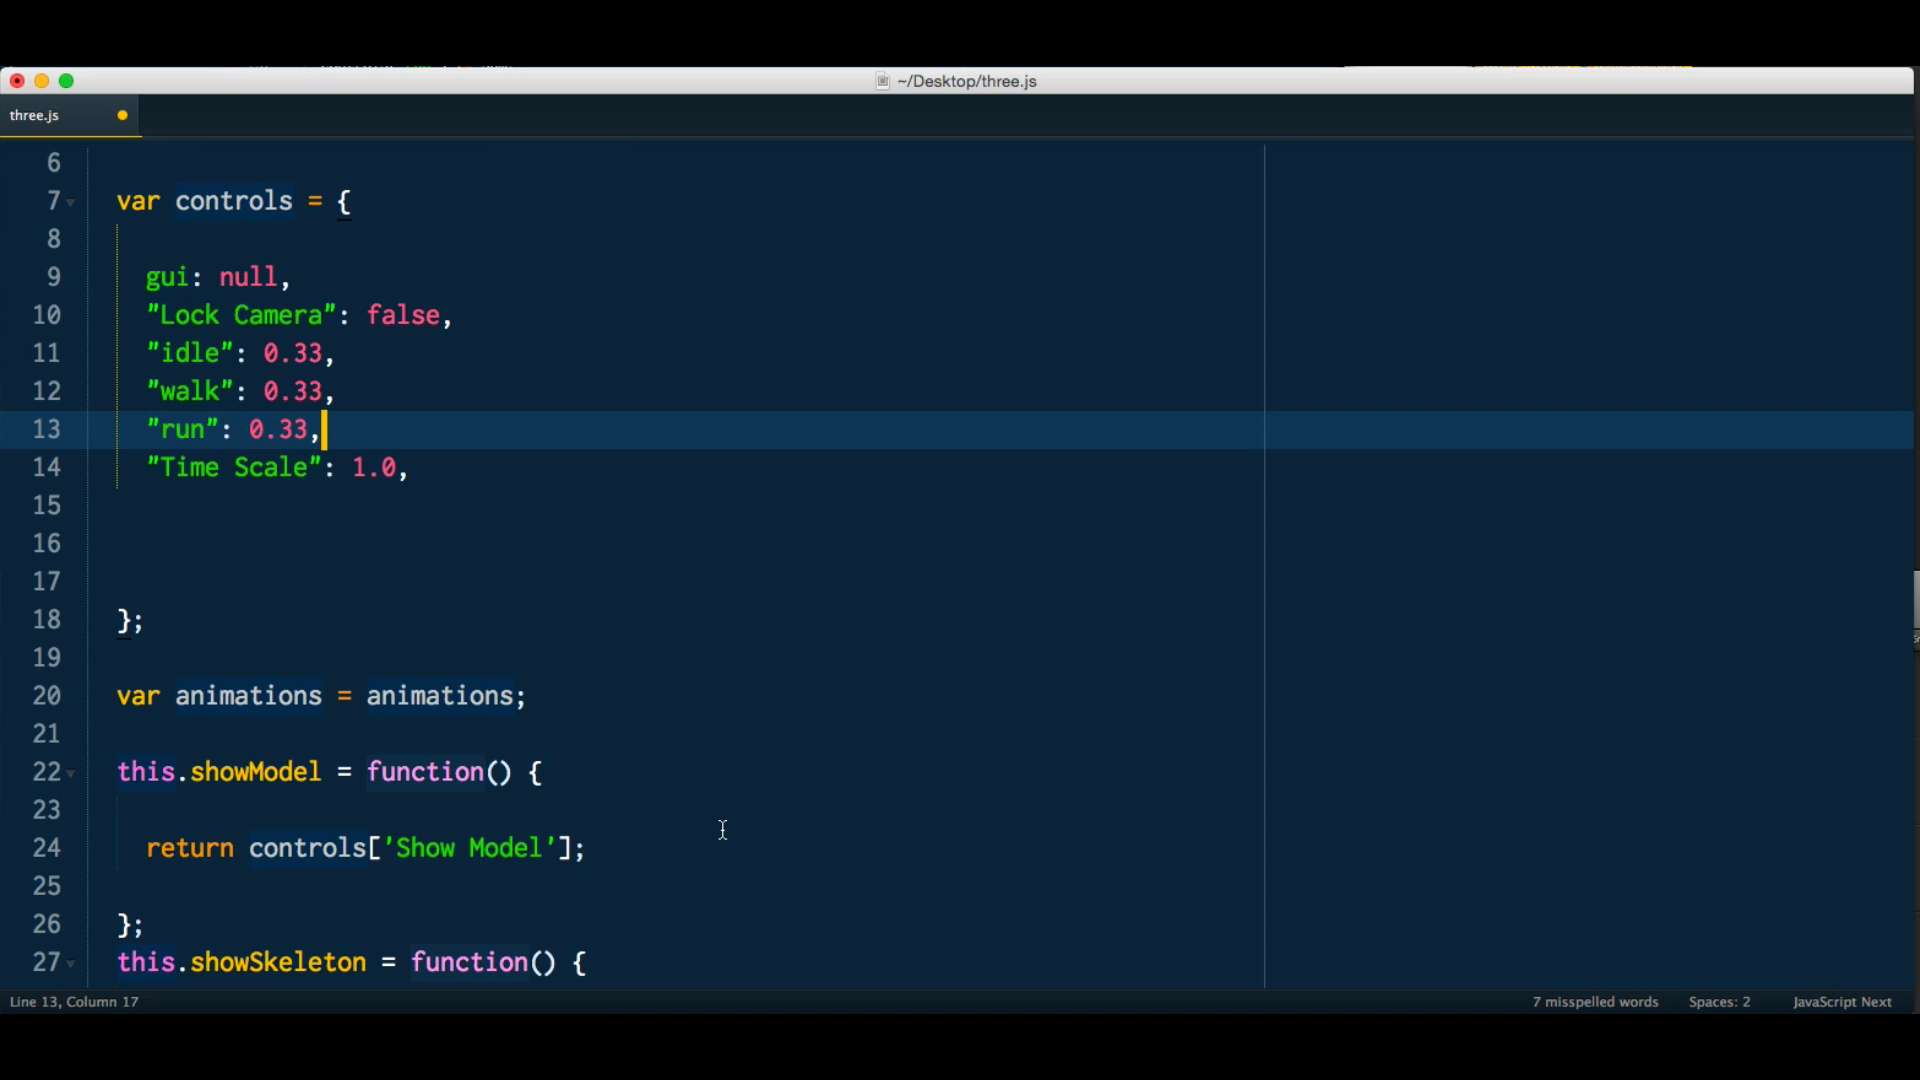 ~/Desktop/three.js
three.js
6
7 var controls = {
8
9 gui: null,
10 "Lock Camera": false,
11 "idle": 0.33,
12 "walk": 0.33,
13 "run": 0.33,
14 "Time Scale": 1.0,
15
16
17
18 };
19
20 var animations = animations;
21
22 this.showModel = function() {
23
24 return controls['Show Model'];
25
26 };
27 this.showSkeleton = function() {
Line 13, Column 17
7 misspelled words
Spaces: 2
JavaScript Next